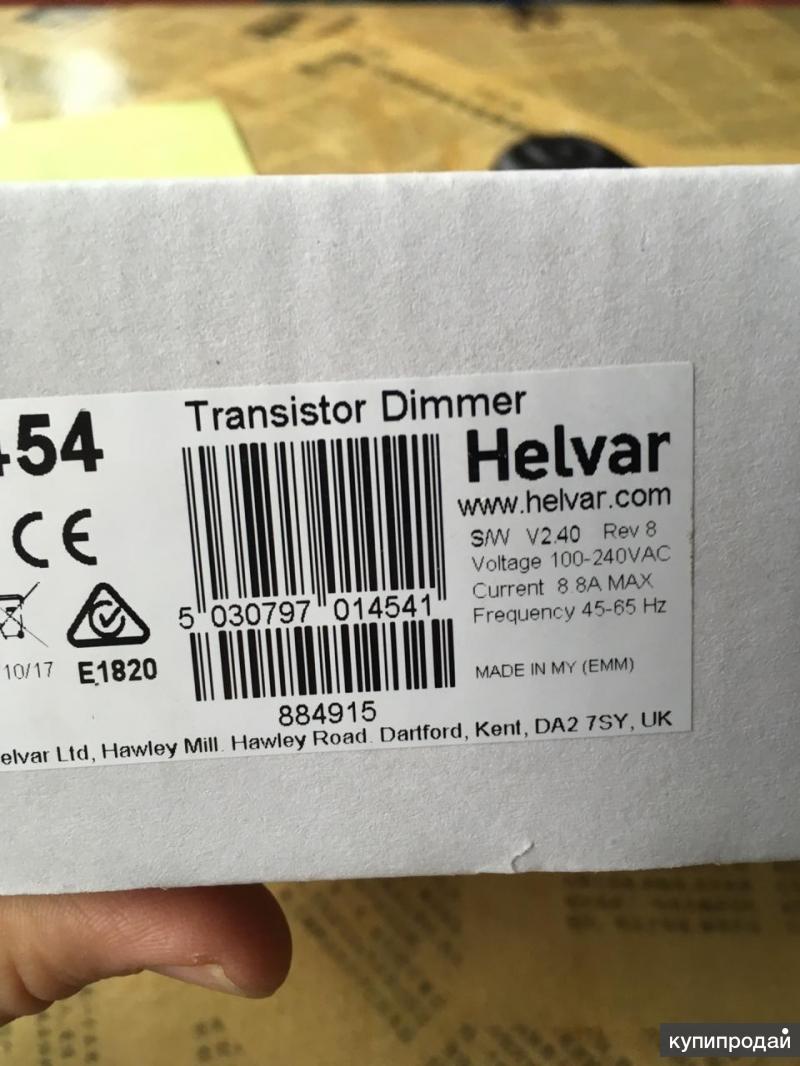 Transistor Dimmer
454
Helvar
www.helvar.com
CE
S/W V2.40 Rev 8
Voltage 100-240VAC
Current 8.8A MAX
Frequency 45-65 Hz
5 030797 014541
10/17 E1820
MADE IN MY (EMM)
884915
elvar Ltd, Hawley Mill. Hawley Road. Dartford, Kent, DA2 7SY, UK
купипродай